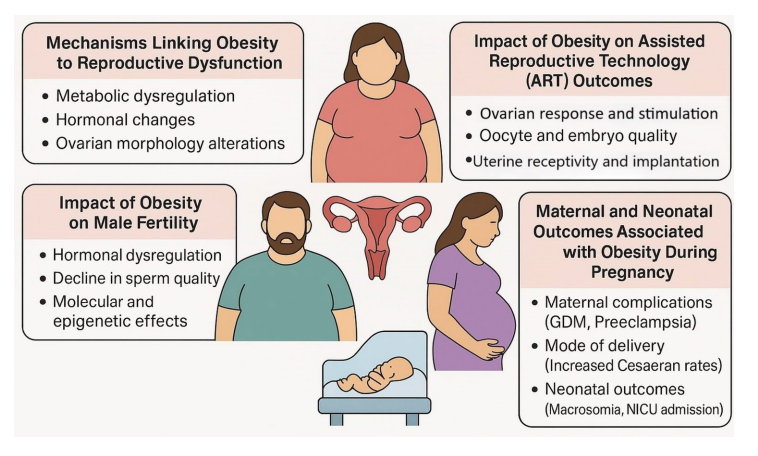 Mechanisms Linking Obesity
to Reproductive Dysfunction
• Metabolic dysregulation
• Hormonal changes
• Ovarian morphology alterations
Impact of Obesity on Assisted
Reproductive Technology
(ART) Outcomes
• Ovarian response and stimulation
• Oocyte and embryo quality
•Uterine receptivity and implantation
Impact of Obesity
on Male Fertility
• Hormonal dysregulation
• Decline in sperm quality
• Molecular and
epigenetic effects
Maternal and Neonatal
Outcomes Associated
with Obesity During
Pregnancy
• Maternal complications
(GDM, Preeclampsia)
• Mode of delivery
(Increased Cesaeran rates)
• Neonatal outcomes
(Macrosomia, NICU admission)